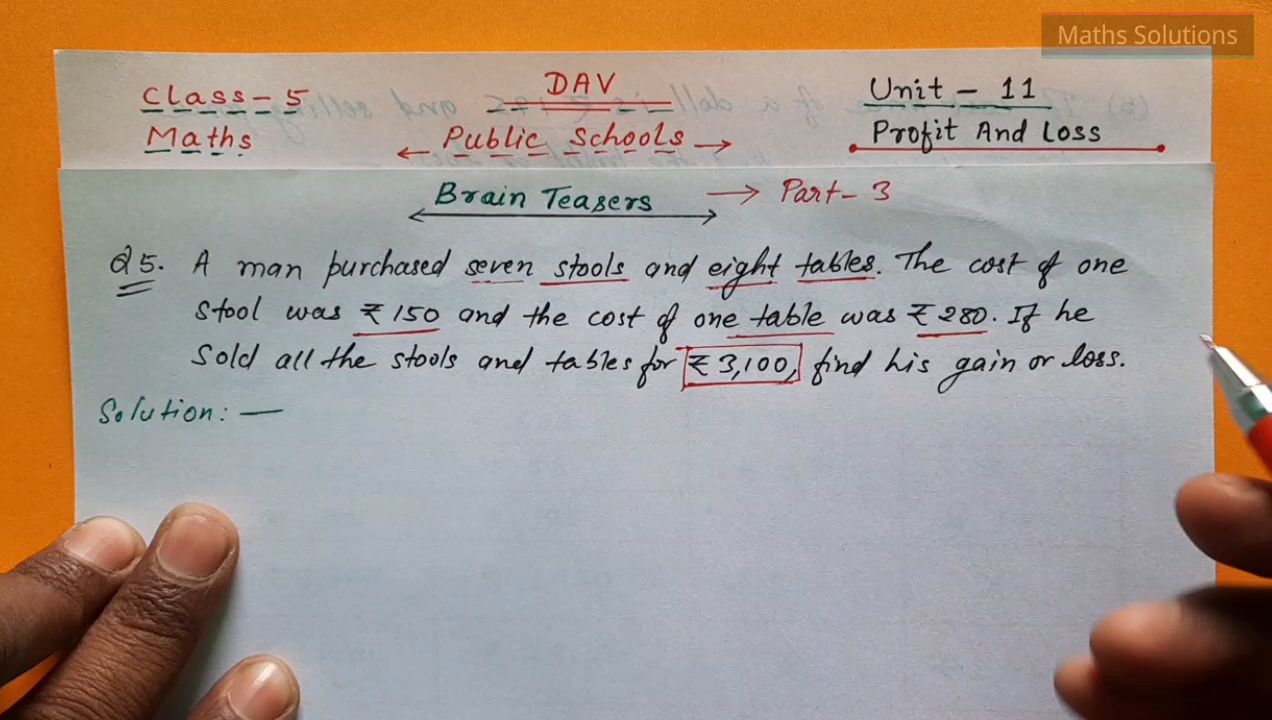 Maths Solutions
Class-5
Maths
DAV
Public Schools
Unit - 11
Profit And Loss
Brain Teasers → Part-3
Q5. A man purchased seven stools and eight tables. The cost of one
stool was ₹150 and the cost of one table was ₹280. If he
Sold all the stools and tables for ₹3,100, find his gain or loss.
Solution: —